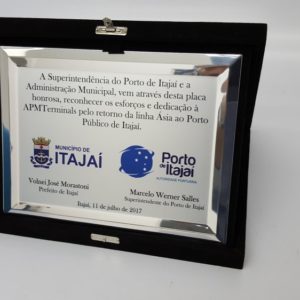 A Superintendência do Porto de Itajaí e a
Administração Municipal, vem através desta placa
honrosa, reconhecer os esforços e dedicação à
APMTerminals pelo retorno da linha Ásia ao Porto
Público de Itajaí.
MUNICÍPIO DE
ITAJAÍ
Porto
de Itajaí
AUTORIDADE PORTUÁRIA
Volnei José Morastoni
Prefeito de Itajaí
Marcelo Werner Salles
Superintendente do Porto de Itajaí
Itajaí, 11 de julho de 2017